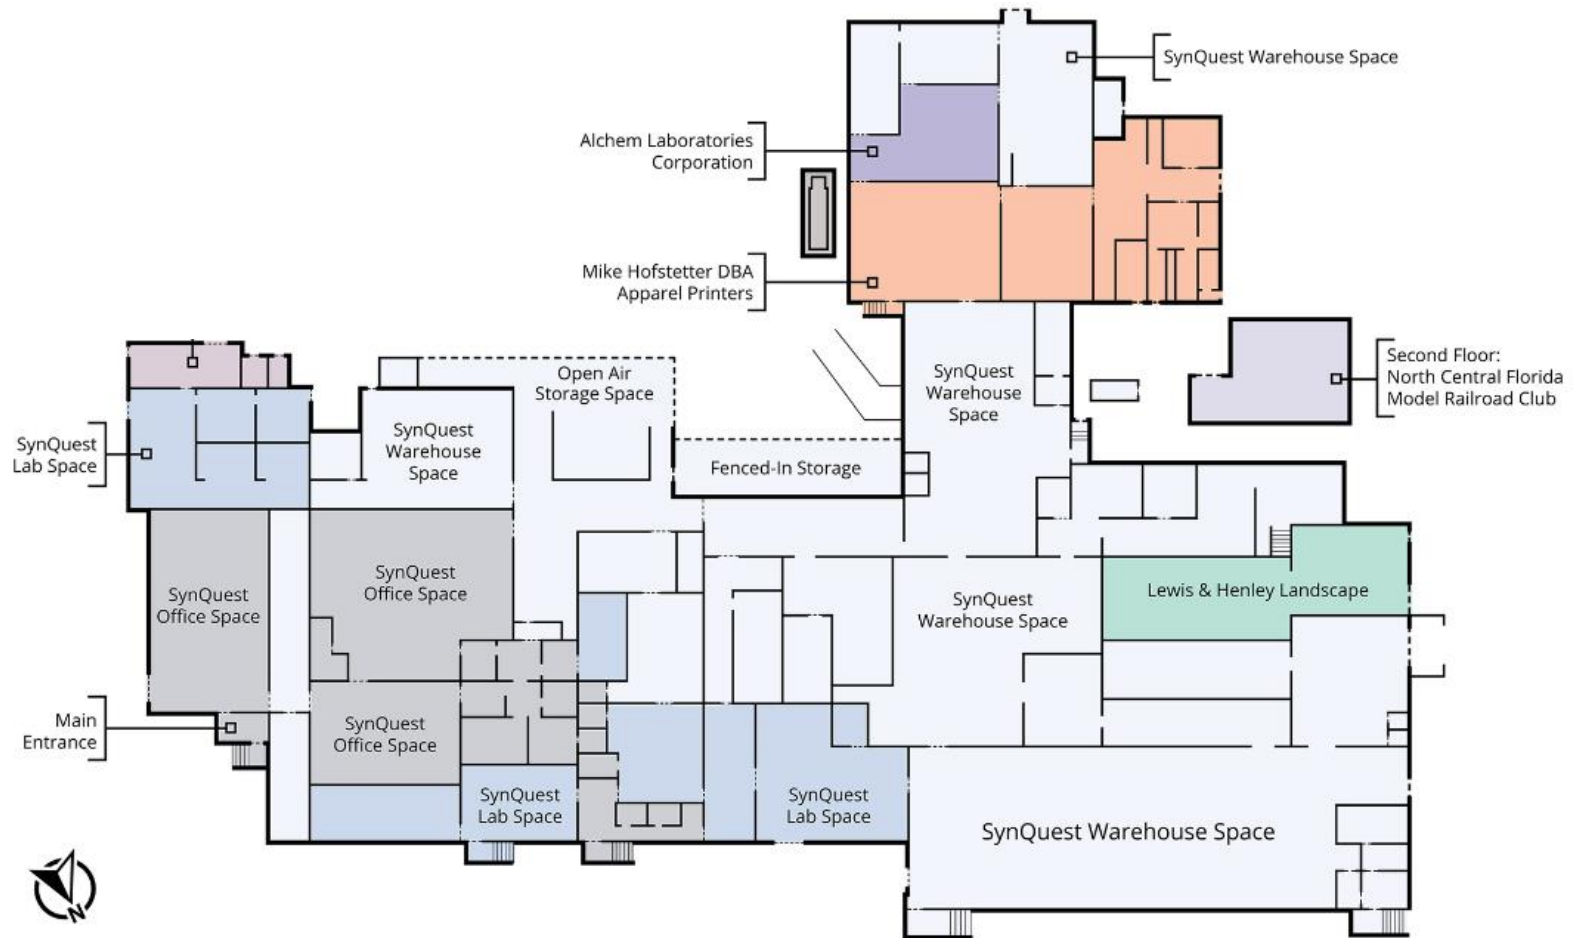 SynQuest Warehouse Space
Alchem Laboratories
Corporation
Mike Hofstetter DBA
Apparel Printers
Second Floor:
North Central Florida
Model Railroad Club
SynQuest
Warehouse
Space
Open Air
Storage Space
SynQuest
Warehouse
Space
SynQuest
Lab Space
Fenced-In Storage
SynQuest
Office Space
SynQuest
Office Space
SynQuest
Warehouse Space
Lewis & Henley Landscape
Main
Entrance
SynQuest
Office Space
SynQuest
Lab Space
SynQuest
Lab Space
SynQuest Warehouse Space
N